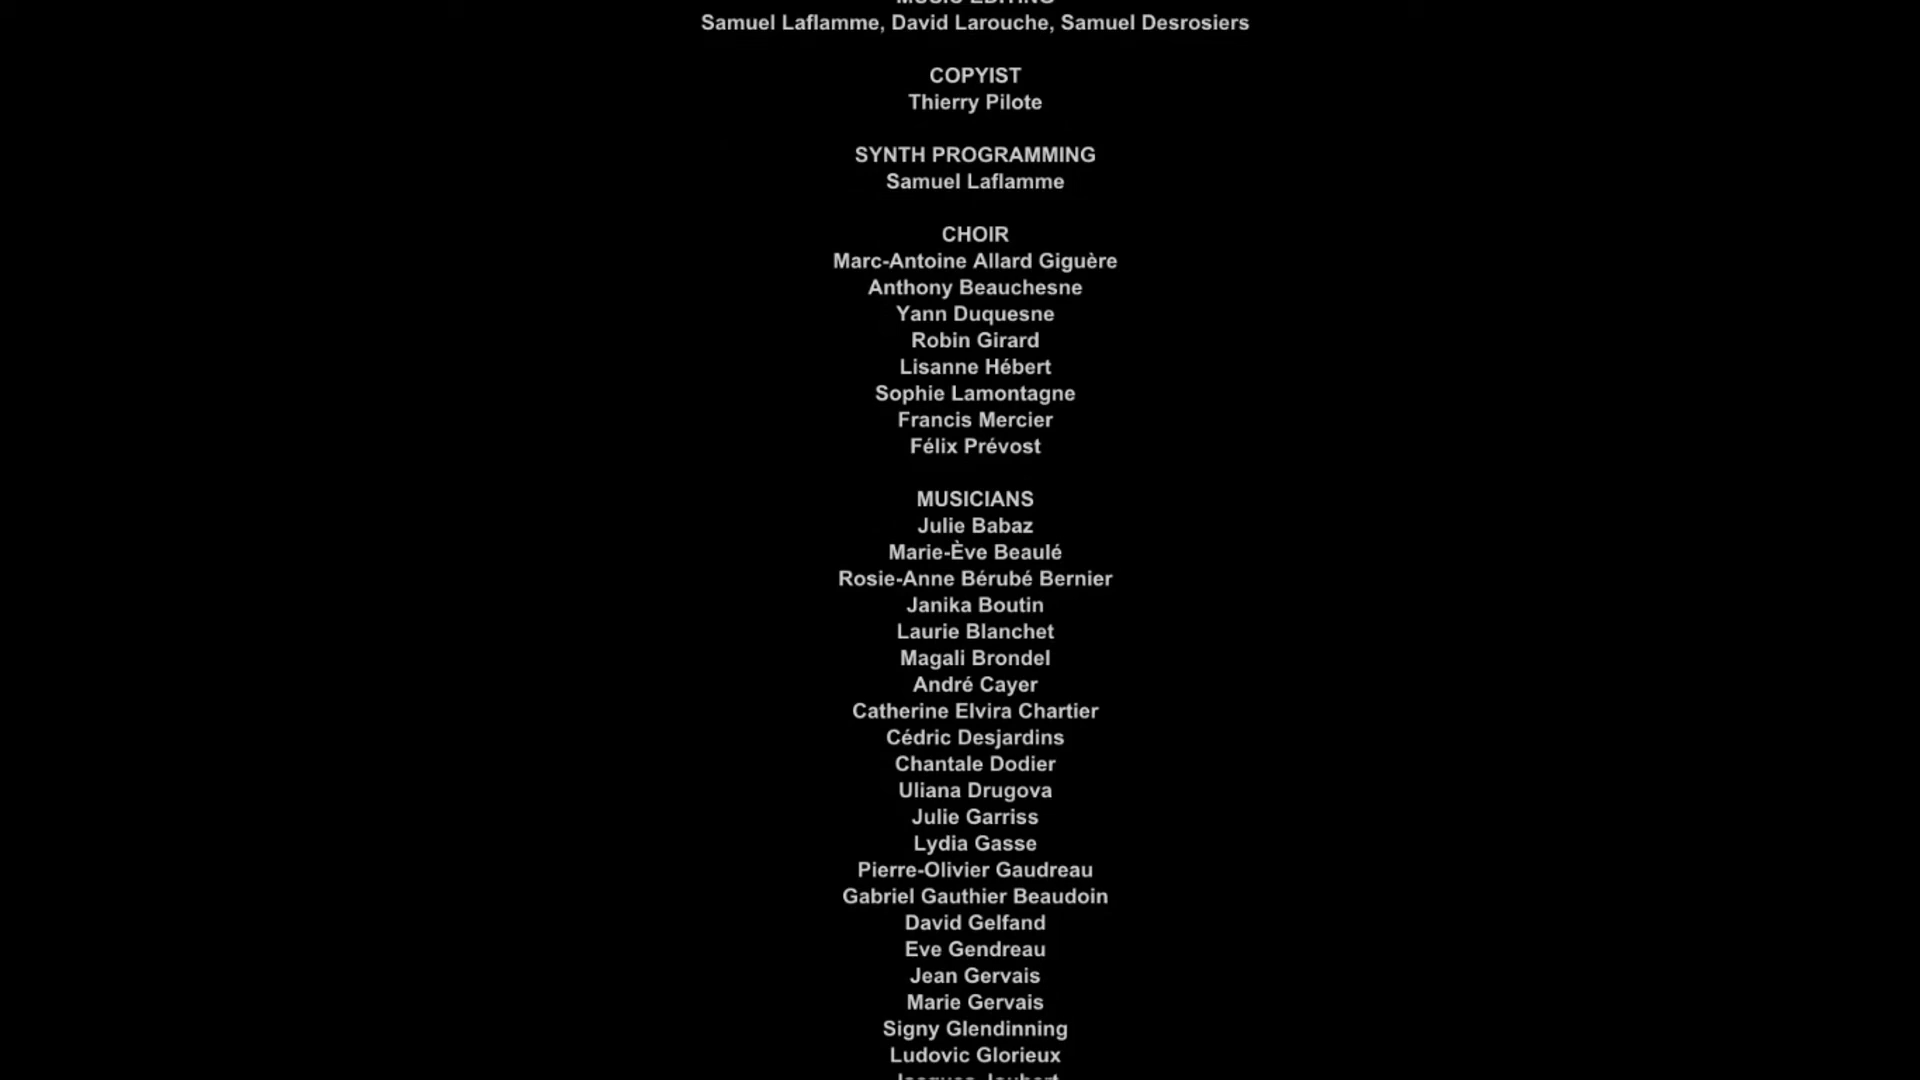 MUSIC EDITING
Samuel Laflamme, David Larouche, Samuel Desrosiers
COPYIST
Thierry Pilote
SYNTH PROGRAMMING
Samuel Laflamme
CHOIR
Marc-Antoine Allard Giguère
Anthony Beauchesne
Yann Duquesne
Robin Girard
Lisanne Hébert
Sophie Lamontagne
Francis Mercier
Félix Prévost
MUSICIANS
Julie Babaz
Marie-Ève Beaulé
Rosie-Anne Bérubé Bernier
Janika Boutin
Laurie Blanchet
Magali Brondel
André Cayer
Catherine Elvira Chartier
Cédric Desjardins
Chantale Dodier
Uliana Drugova
Julie Garriss
Lydia Gasse
Pierre-Olivier Gaudreau
Gabriel Gauthier Beaudoin
David Gelfand
Eve Gendreau
Jean Gervais
Marie Gervais
Signy Glendinning
Ludovic Glorieux
Jacques Joubert